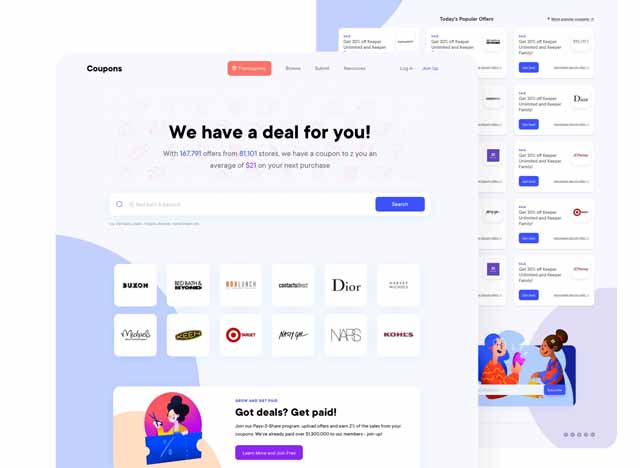 Coupons
Thanksgiving
Browse
Submit
Resources
Log in
Join Up
We have a deal for you!
With 167,791 offers from 81,101 stores, we have a coupon to z you an
average of $21 on your next purchase
Search
BUXOM
BED BATH &
BEYOND
BOXLUNCH
contactsdirect
Dior
HARVEY
NICHOLS
Michaels
KEEN
TARGET
Nasty Gal
NARS
KOHL'S
GROW AND GET PAID
Got deals? Get paid!
Join our Payz-2-Share program, upload offers and earn 2% of the sales from your
coupons. We've already paid over $1,300,000 to our members - join up!
Learn More and Join Free
Today's Popular Offers
More popular coupons
SALE
Get 30% off Keeper
Unlimited and Keeper
Family!
SALE
Get 30% off Keeper
Unlimited and Keeper
Family!
SALE
Get 30% off Keeper
Unlimited and Keeper
Family!
Get Deal
SALE
Get 30% off Keeper
Unlimited and Keeper
Family!
Dior
Get Deal
SALE
Get 30% off Keeper
Unlimited and Keeper
Family!
JCPenney
Get Deal
SALE
Get 30% off Keeper
Unlimited and Keeper
Family!
Get Deal
SALE
Get 30% off Keeper
Unlimited and Keeper
Family!
JCPenney
Get Deal
Subscribe